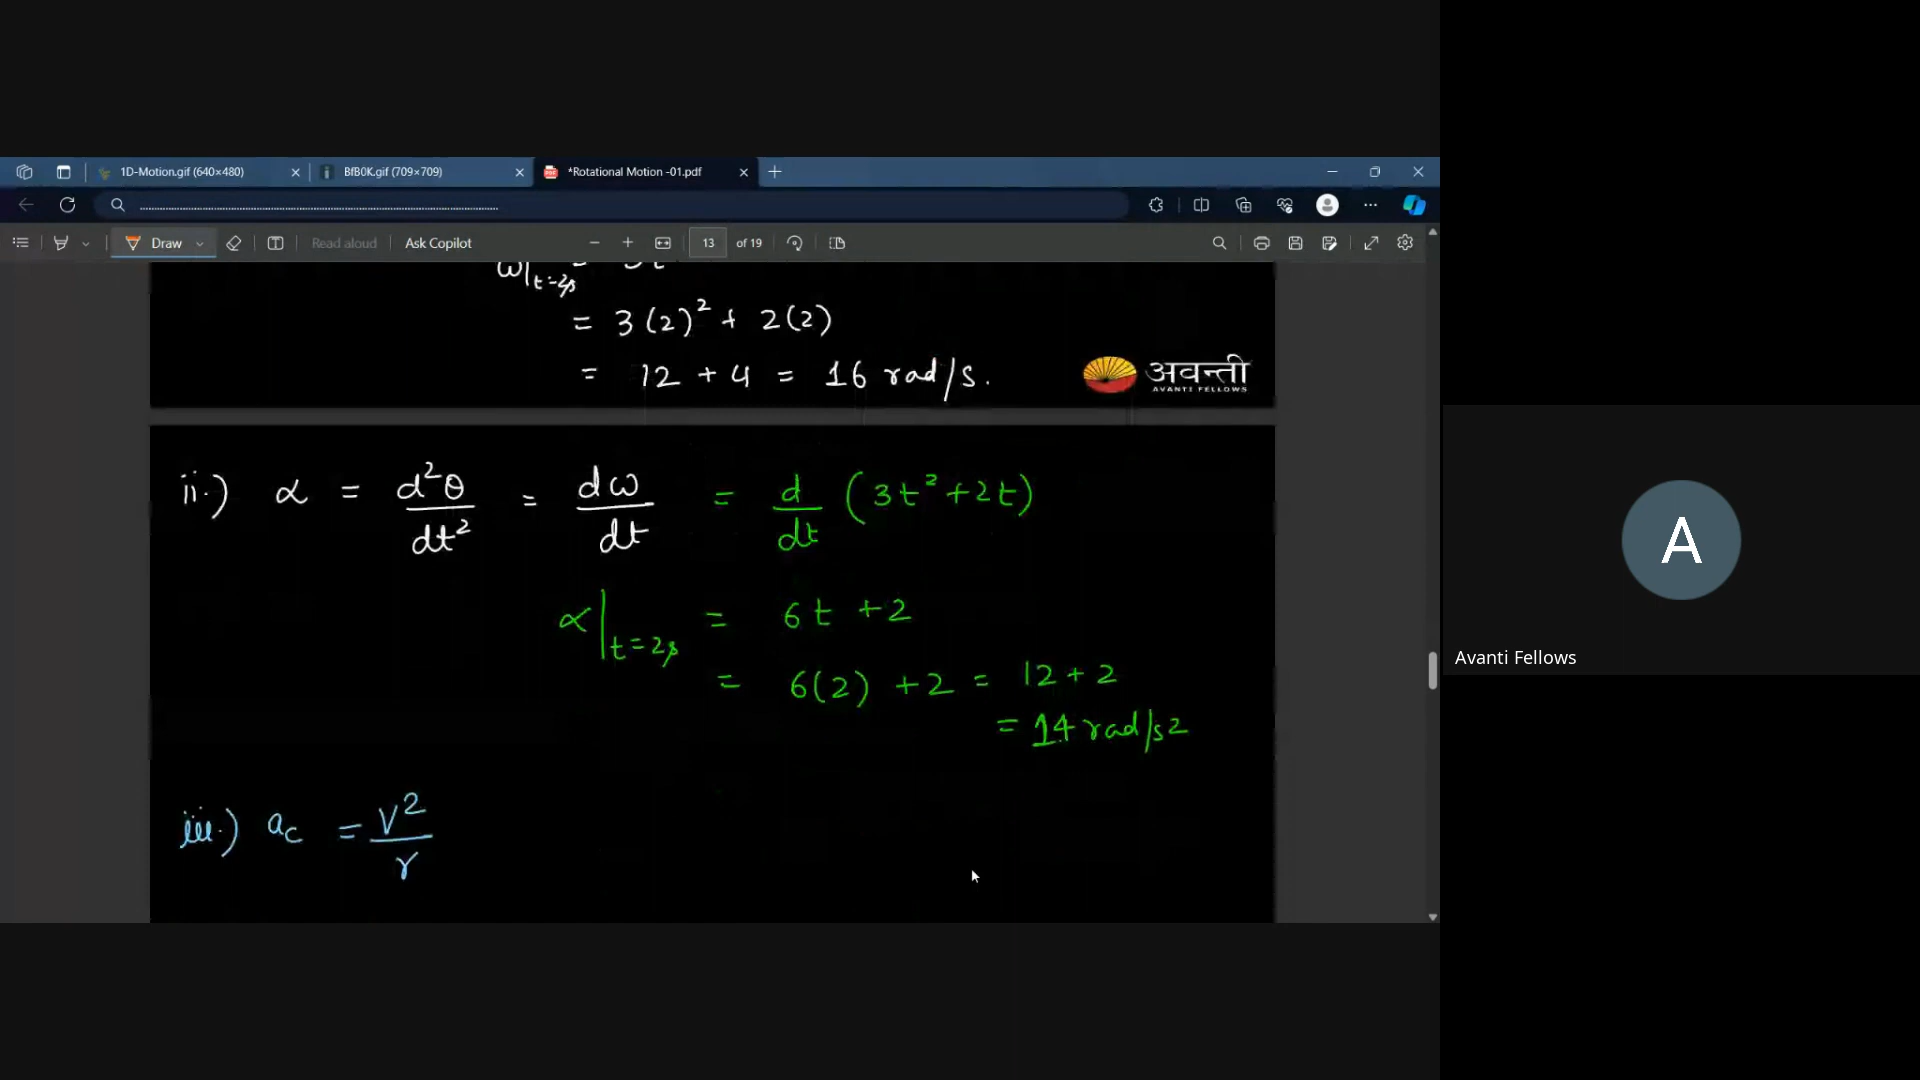 1D-Motion.gif (640×480)
BfB0K.gif (709×709)
*Rotational Motion -01.pdf
Draw
Read aloud
Ask Copilot
13 of 19
= 3(2)² + 2(2)
= 12 + 4 = 16 rad/s.
अवन्ती
AVANTI FELLOWS
ii.) α = d²θ/dt² = dω/dt = d/dt (3t² + 2t)
α|t=2s = 6t + 2
= 6(2) + 2 = 12 + 2
= 14 rad/s2
iii.) ac = v²/r
A
Avanti Fellows